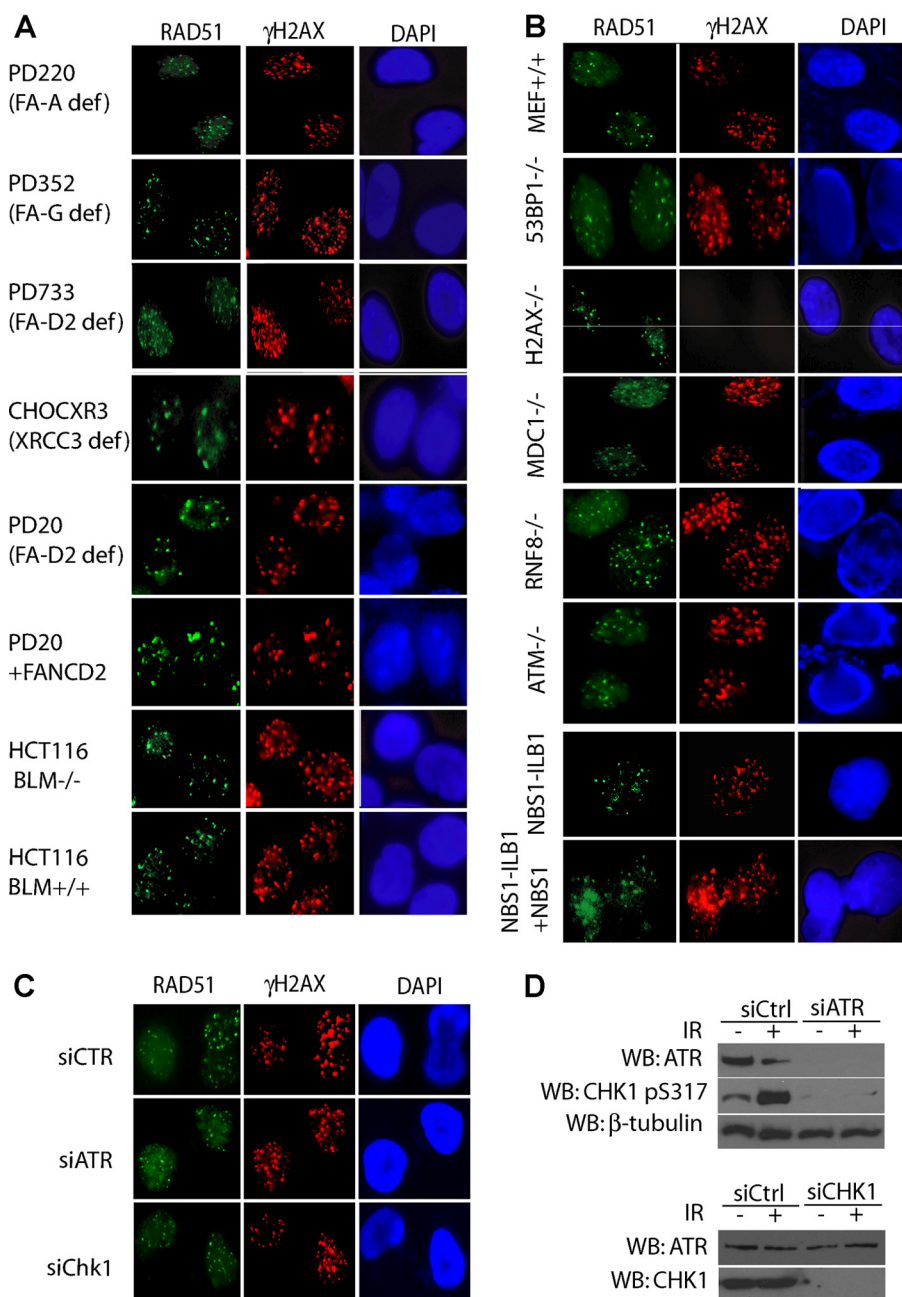 A
RAD51 γH2AX DAPI
PD220
(FA-A def)
PD352
(FA-G def)
PD733
(FA-D2 def)
CHOCXR3
(XRCC3 def)
PD20
(FA-D2 def)
PD20
+FANCD2
HCT116
BLM-/-
HCT116
BLM+/+
B
RAD51 γH2AX DAPI
MEF+/+
53BP1-/-
H2AX-/-
MDC1-/-
RNF8-/-
ATM-/-
NBS1-ILB1
NBS1-ILB1
+NBS1
C
RAD51 γH2AX DAPI
siCTR
siATR
siChk1
D
siCtrl siATR
IR - + - +
WB: ATR
WB: CHK1 pS317
WB: β-tubulin
siCtrl siCHK1
IR - + - +
WB: ATR
WB: CHK1